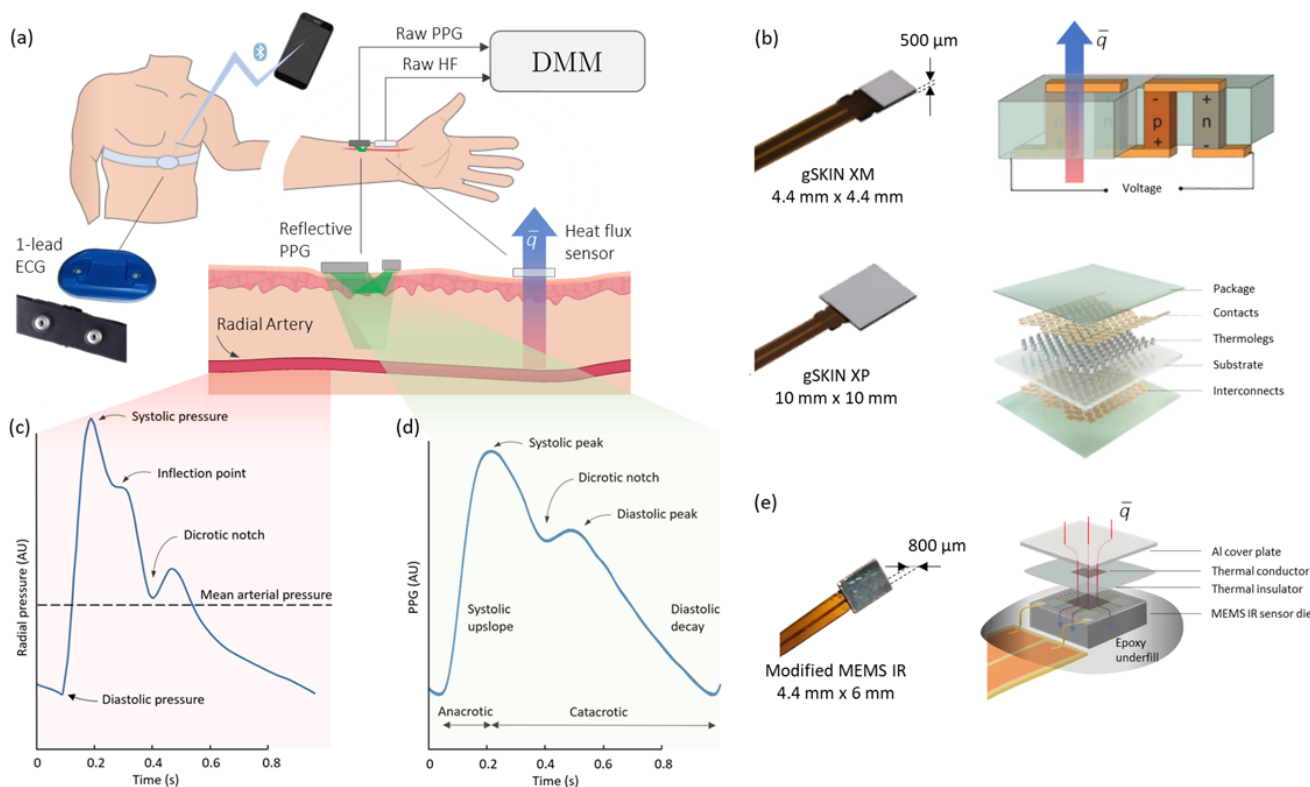 (a)
Raw PPG
Raw HF
DMM
1-lead
ECG
Reflective
PPG
q̅
Heat flux
sensor
Radial Artery
(b)
500 µm
gSKIN XM
4.4 mm x 4.4 mm
q̅
-
p
+
+
n
-
p
n
Voltage
gSKIN XP
10 mm x 10 mm
Package
Contacts
Thermolegs
Substrate
Interconnects
(c)
Systolic pressure
Inflection point
Dicrotic notch
Mean arterial pressure
Diastolic pressure
Radial pressure (AU)
0
0.2
0.4
0.6
0.8
Time (s)
(d)
Systolic peak
Dicrotic notch
Diastolic peak
Systolic
upslope
Diastolic
decay
Anacrotic
Catacrotic
PPG (AU)
0
0.2
0.4
0.6
0.8
Time (s)
(e)
800 µm
Modified MEMS IR
4.4 mm x 6 mm
q̅
Al cover plate
Thermal conductor
Thermal insulator
MEMS IR sensor die
Epoxy
underfill